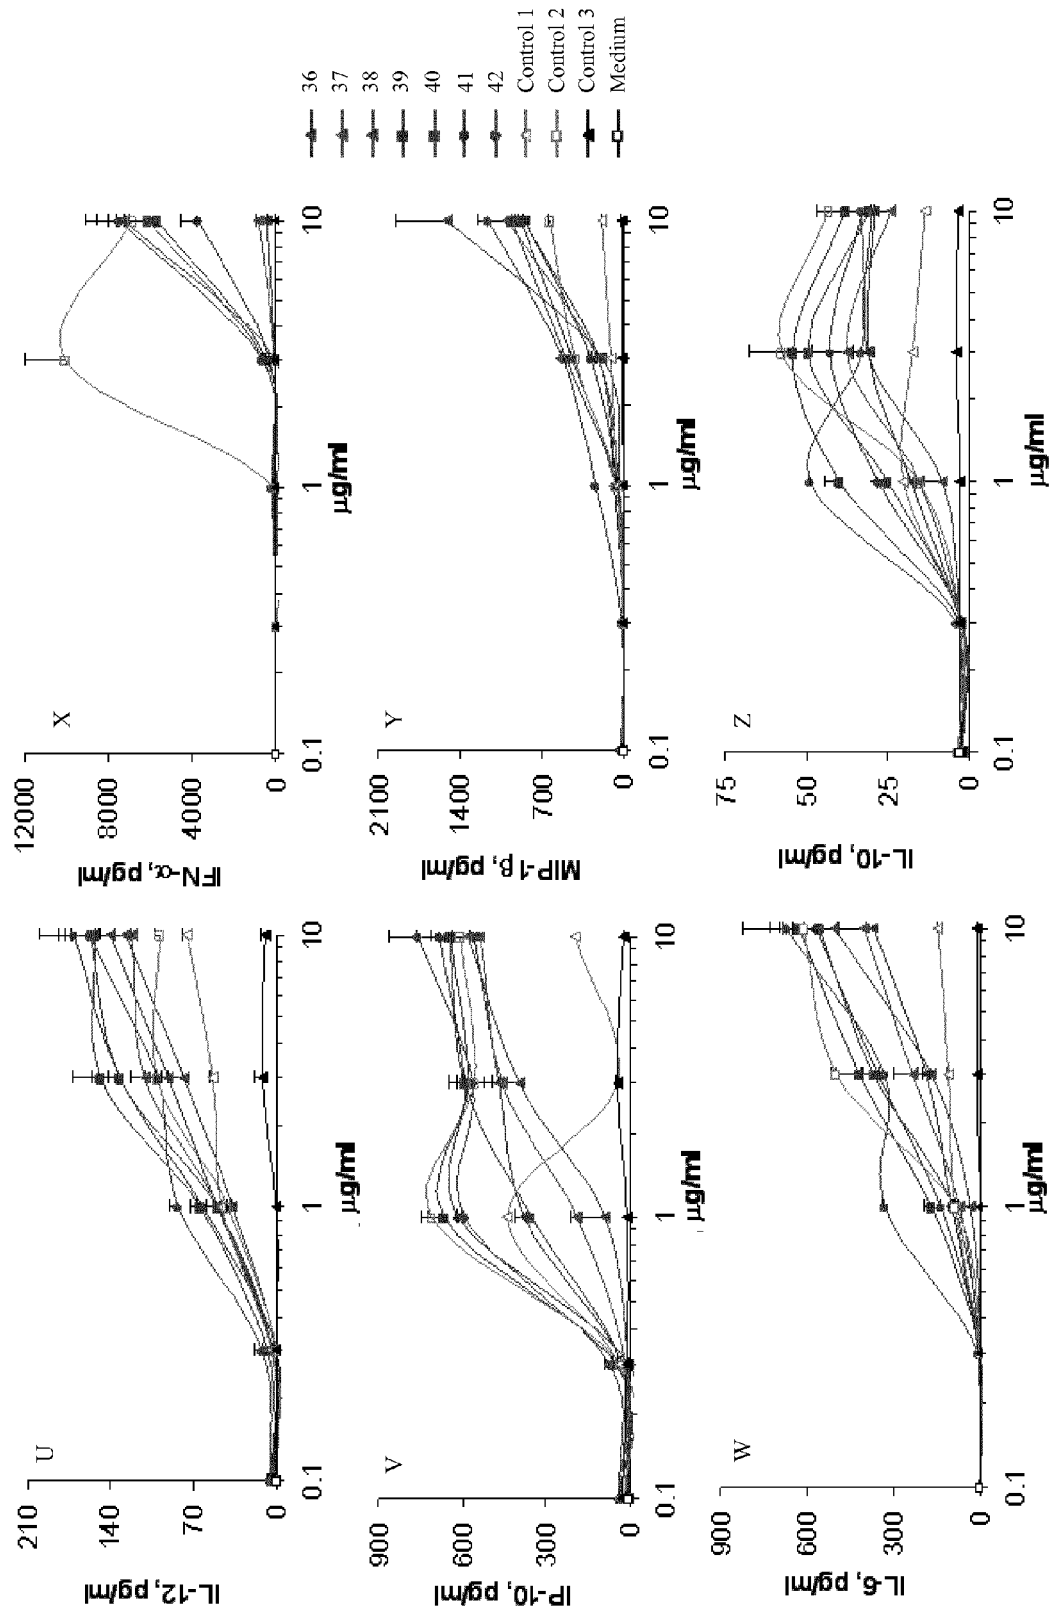 U
210
140
70
0
0.1
1
10
IL-12, pg/ml
µg/ml
X
12000
8000
4000
0
0.1
1
10
IFN-α, pg/ml
µg/ml
V
900
600
300
0
0.1
1
10
IP-10, pg/ml
µg/ml
Y
2100
1400
700
0
0.1
1
10
MIP-1β, pg/ml
µg/ml
W
900
600
300
0
0.1
1
10
IL-6, pg/ml
µg/ml
Z
75
50
25
0
0.1
1
10
IL-10, pg/ml
µg/ml
36
37
38
39
40
41
42
Control 1
Control 2
Control 3
Medium